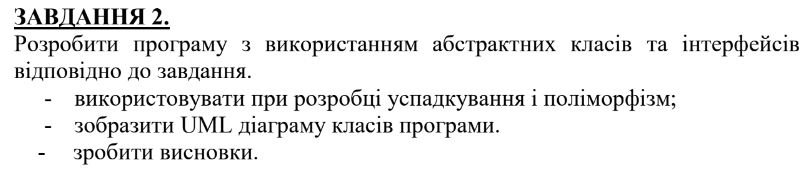 ЗАВДАННЯ 2.
Розробити програму з використанням абстрактних класів та інтерфейсів
відповідно до завдання.
- використовувати при розробці успадкування і поліморфізм;
- зобразити UML діаграму класів програми.
- зробити висновки.